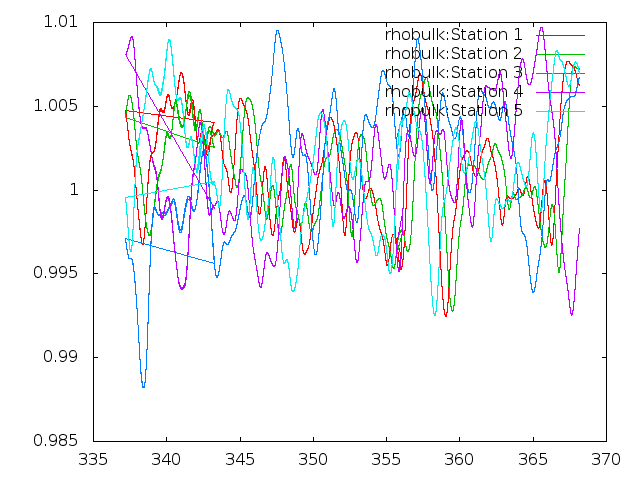 1.01
1.005
1
0.995
0.99
0.985
335 340 345 350 355 360 365 370
rhobulk:Station 1
rhobulk:Station 2
rhobulk:Station 3
rhobulk:Station 4
rhobulk:Station 5